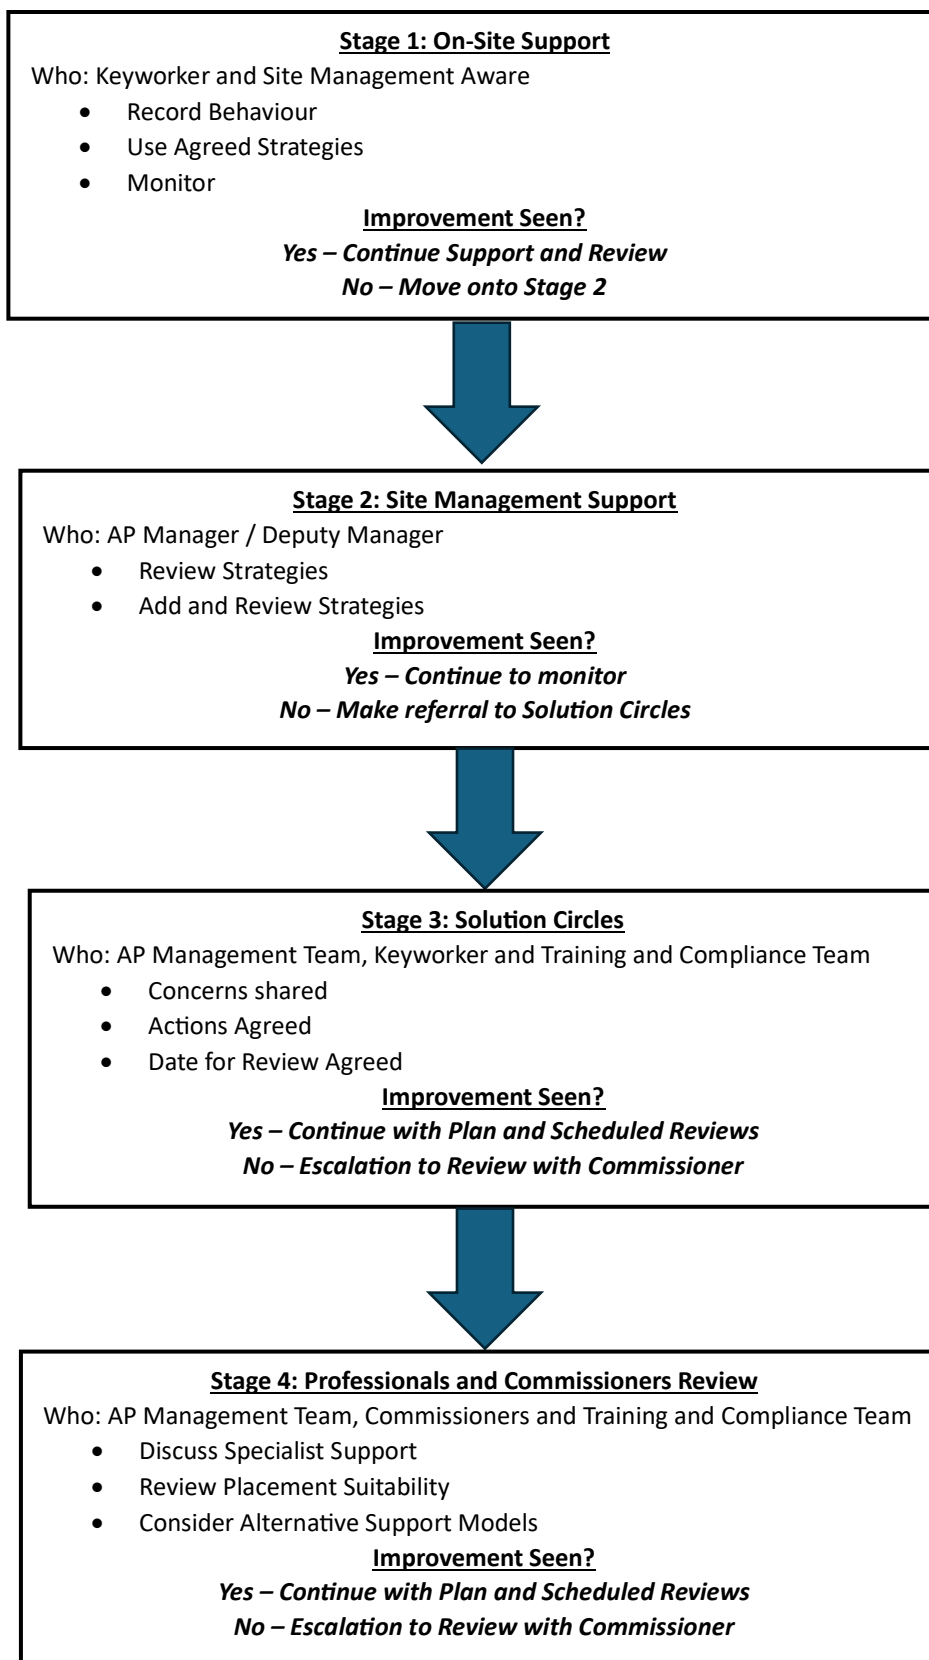 Stage 1: On-Site Support
Who: Keyworker and Site Management Aware
• Record Behaviour
• Use Agreed Strategies
• Monitor
Improvement Seen?
Yes – Continue Support and Review
No – Move onto Stage 2
Stage 2: Site Management Support
Who: AP Manager / Deputy Manager
• Review Strategies
• Add and Review Strategies
Improvement Seen?
Yes – Continue to monitor
No – Make referral to Solution Circles
Stage 3: Solution Circles
Who: AP Management Team, Keyworker and Training and Compliance Team
• Concerns shared
• Actions Agreed
• Date for Review Agreed
Improvement Seen?
Yes – Continue with Plan and Scheduled Reviews
No – Escalation to Review with Commissioner
Stage 4: Professionals and Commissioners Review
Who: AP Management Team, Commissioners and Training and Compliance Team
• Discuss Specialist Support
• Review Placement Suitability
• Consider Alternative Support Models
Improvement Seen?
Yes – Continue with Plan and Scheduled Reviews
No – Escalation to Review with Commissioner